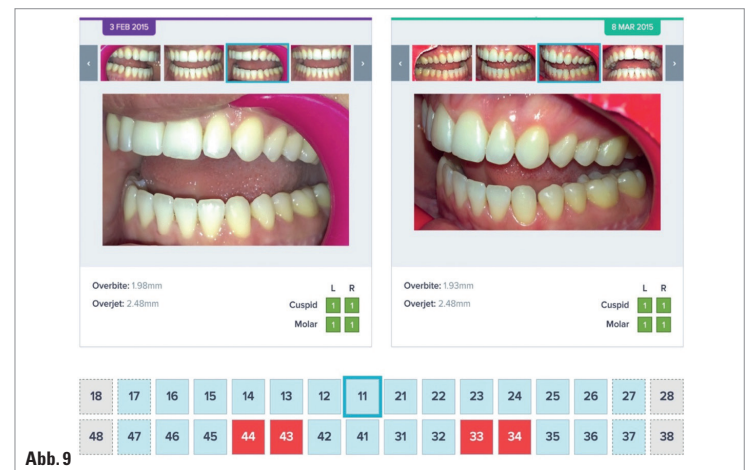 3 FEB 2015
8 MAR 2015
Overbite: 1.98mm
Overjet: 2.48mm
L R
Cuspid 1 1
Molar 1 1
Overbite: 1.93mm
Overjet: 2.48mm
L R
Cuspid 1 1
Molar 1 1
18 17 16 15 14 13 12 11 21 22 23 24 25 26 27 28
48 47 46 45 44 43 42 41 31 32 33 34 35 36 37 38
Abb. 9